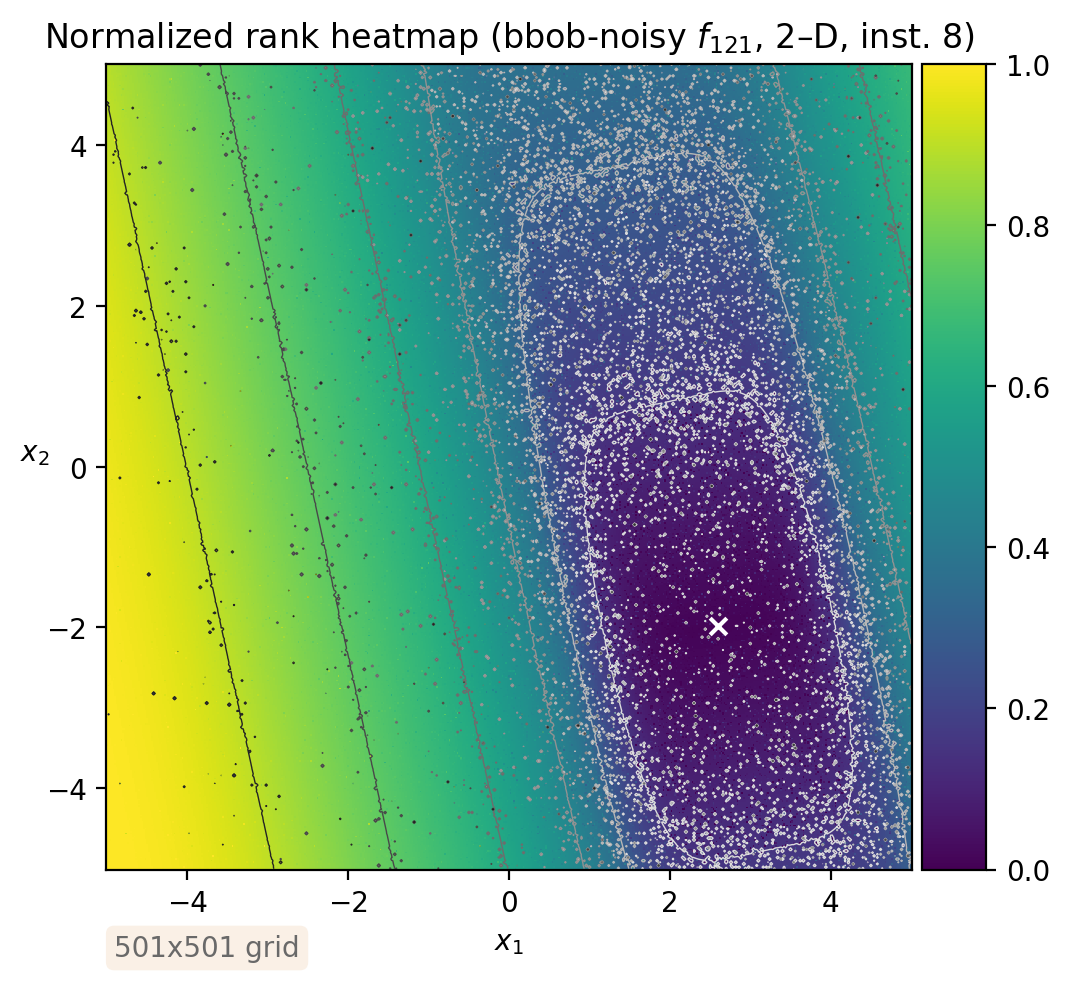 Normalized rank heatmap (bbob-noisy f₁₂₁, 2–D, inst. 8)
1.0
0.8
0.6
0.4
0.2
0.0
4
2
0
−2
−4
x₂
−4 −2 0 2 4
x₁
501x501 grid